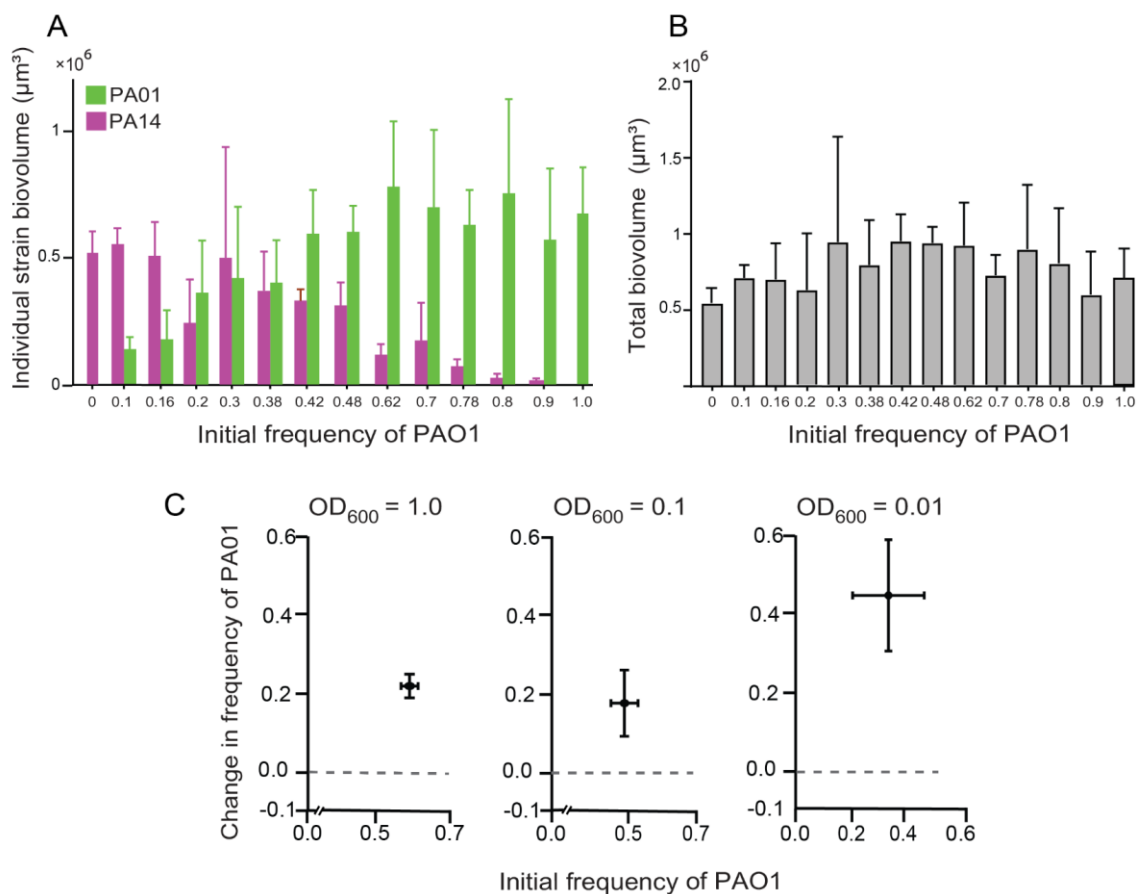 A
Individual strain biovolume (μm³)
×10⁶
PA01
PA14
1
0.5
0
0 0.1 0.16 0.2 0.3 0.38 0.42 0.48 0.62 0.7 0.78 0.8 0.9 1.0
Initial frequency of PAO1
B
Total biovolume (μm³)
×10⁶
2.0
1.5
1
0.5
0 0.1 0.16 0.2 0.3 0.38 0.42 0.48 0.62 0.7 0.78 0.8 0.9 1.0
Initial frequency of PAO1
C
Change in frequency of PA01
OD₆₀₀ = 1.0
0.6
0.4
0.2
0.0
-0.1
0.0 0.5 0.7
OD₆₀₀ = 0.1
0.6
0.4
0.2
0.0
-0.1
0.0 0.5 0.7
OD₆₀₀ = 0.01
0.6
0.4
0.2
0.0
-0.1
0.0 0.2 0.4 0.6
Initial frequency of PAO1